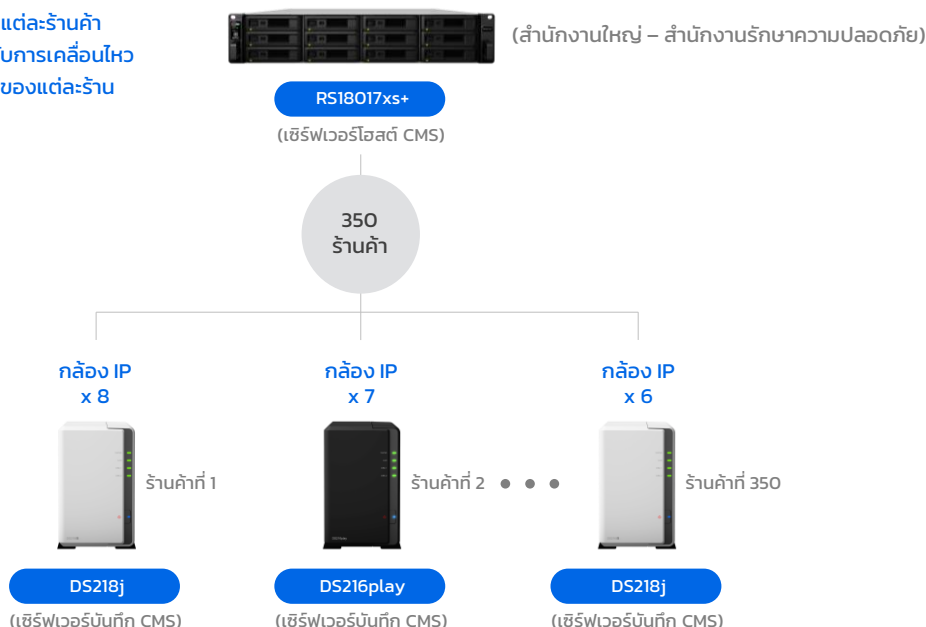 แต่ละร้านค้า
การเคลื่อนไหว
ของแต่ละร้าน
(สำนักงานใหญ่ – สำนักงานรักษาความปลอดภัย)
RS18017xs+
(เซิร์ฟเวอร์โฮสต์ CMS)
350
ร้านค้า
กล้อง IP
x 8
กล้อง IP
x 7
กล้อง IP
x 6
ร้านค้าที่ 1
ร้านค้าที่ 2
ร้านค้าที่ 350
DS218j
DS216play
DS218j
(เซิร์ฟเวอร์บันทึก CMS)
(เซิร์ฟเวอร์บันทึก CMS)
(เซิร์ฟเวอร์บันทึก CMS)